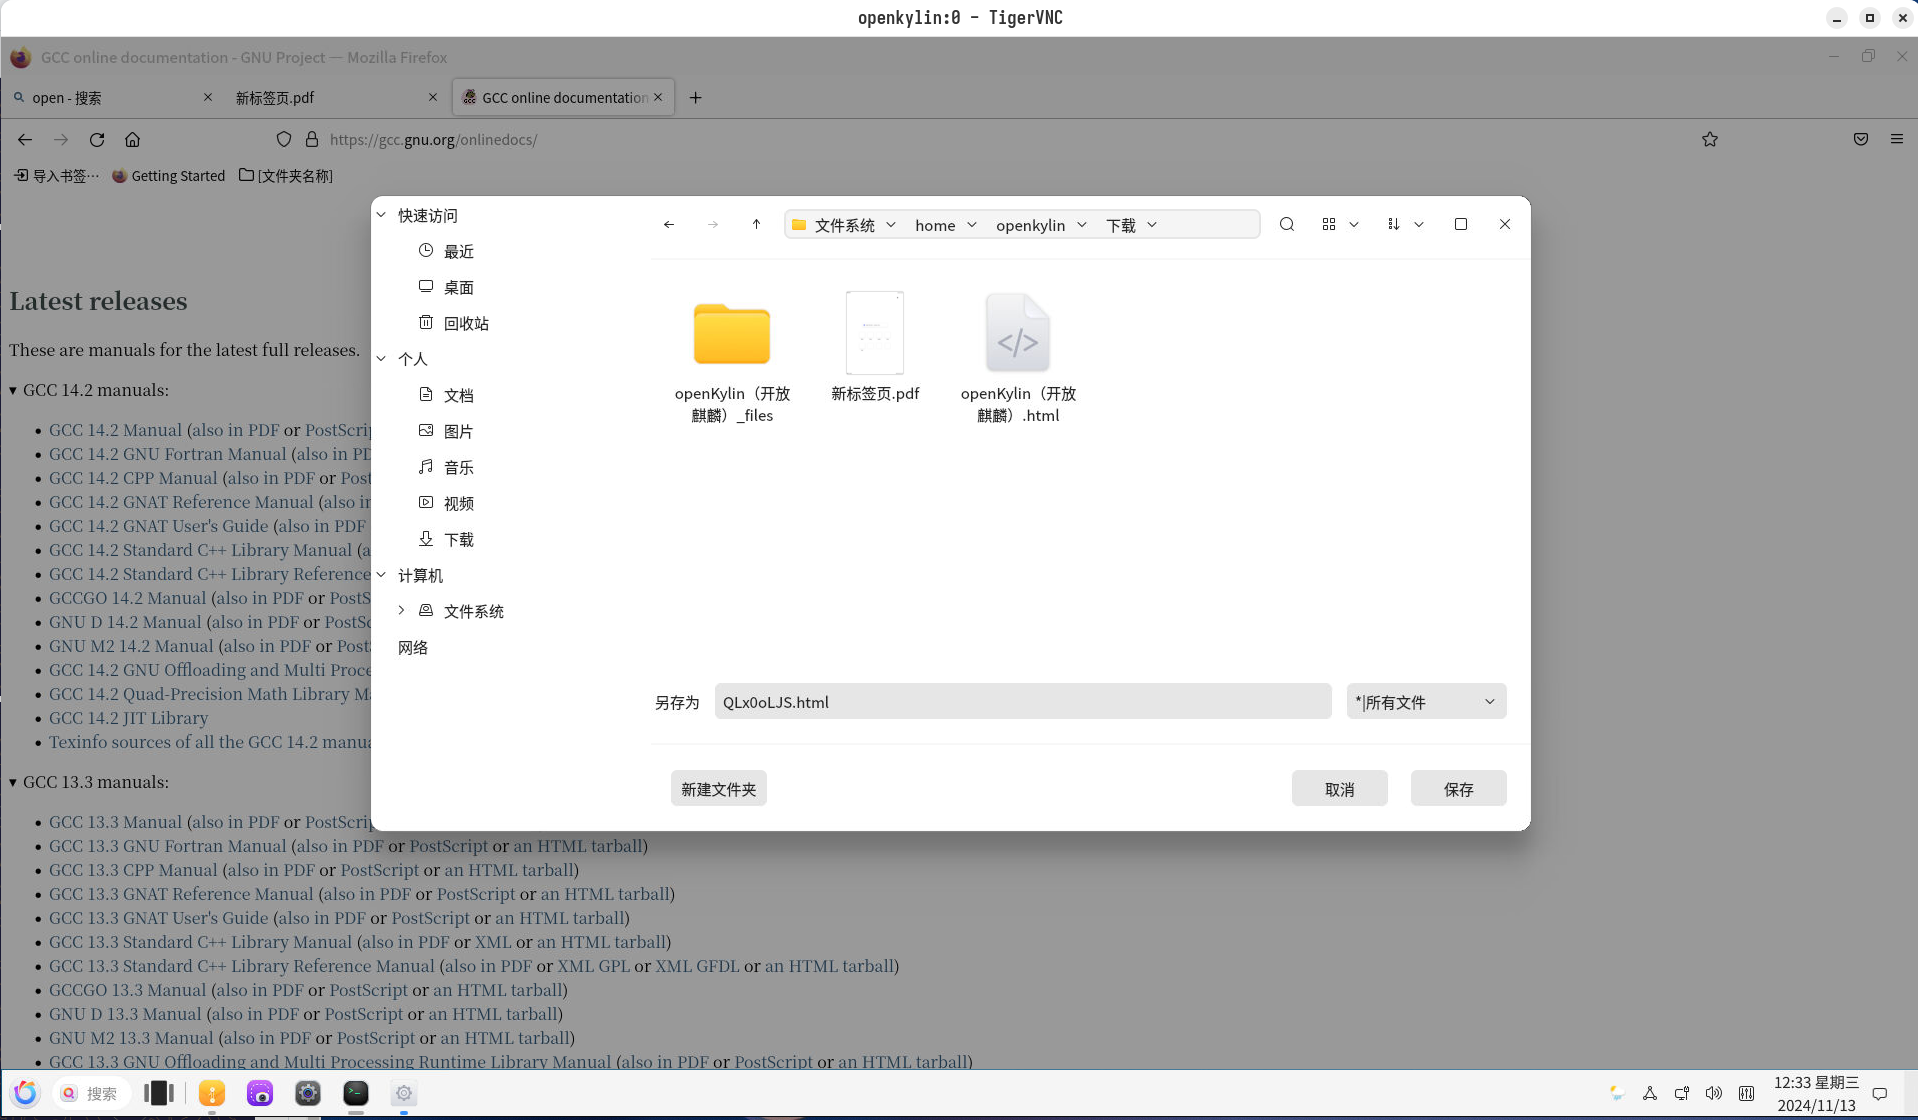 openkylin:0 - TigerVNC
GCC online documentation - GNU Project — Mozilla Firefox
open - 搜索
新标签页.pdf
GCC online documentation
https://gcc.gnu.org/onlinedocs/
导入书签…
Getting Started
[文件夹名称]
Latest releases
These are manuals for the latest full releases.
GCC 14.2 manuals:
GCC 14.2 Manual (also in PDF or PostScrip
GCC 14.2 GNU Fortran Manual (also in PD
GCC 14.2 CPP Manual (also in PDF or Post
GCC 14.2 GNAT Reference Manual (also in
GCC 14.2 GNAT User's Guide (also in PDF
GCC 14.2 Standard C++ Library Manual (a
GCC 14.2 Standard C++ Library Reference
GCCGO 14.2 Manual (also in PDF or PostS
GNU D 14.2 Manual (also in PDF or PostSc
GNU M2 14.2 Manual (also in PDF or Post
GCC 14.2 GNU Offloading and Multi Proce
GCC 14.2 Quad-Precision Math Library Ma
GCC 14.2 JIT Library
Texinfo sources of all the GCC 14.2 manua
GCC 13.3 manuals:
GCC 13.3 Manual (also in PDF or PostScrip
GCC 13.3 GNU Fortran Manual (also in PDF or PostScript or an HTML tarball)
GCC 13.3 CPP Manual (also in PDF or PostScript or an HTML tarball)
GCC 13.3 GNAT Reference Manual (also in PDF or PostScript or an HTML tarball)
GCC 13.3 GNAT User's Guide (also in PDF or PostScript or an HTML tarball)
GCC 13.3 Standard C++ Library Manual (also in PDF or XML or an HTML tarball)
GCC 13.3 Standard C++ Library Reference Manual (also in PDF or XML GPL or XML GFDL or an HTML tarball)
GCCGO 13.3 Manual (also in PDF or PostScript or an HTML tarball)
GNU D 13.3 Manual (also in PDF or PostScript or an HTML tarball)
GNU M2 13.3 Manual (also in PDF or PostScript or an HTML tarball)
GCC 13.3 GNU Offloading and Multi Processing Runtime Library Manual (also in PDF or PostScript or an HTML tarball)
快速访问
最近
桌面
回收站
个人
文档
图片
音乐
视频
下载
计算机
文件系统
网络
文件系统
home
openkylin
下载
openKylin（开放
麒麟）_files
新标签页.pdf
openKylin（开放
麒麟）.html
另存为
QLx0oLJS.html
*|所有文件
新建文件夹
取消
保存
搜索
12:33 星期三
2024/11/13